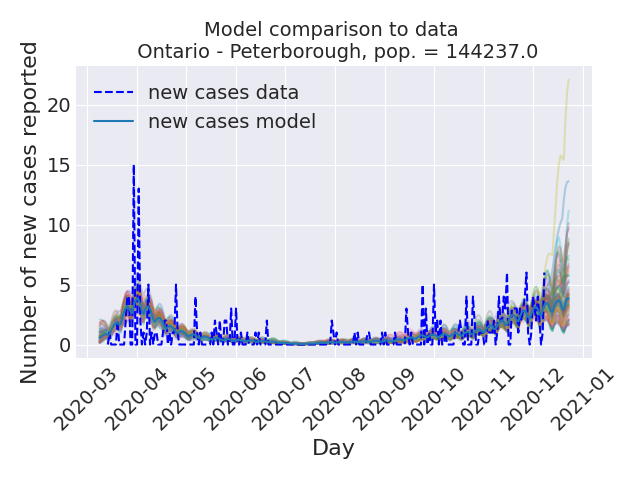 Model comparison to data
Ontario - Peterborough, pop. = 144237.0
Number of new cases reported
20
15
10
5
0
new cases data
new cases model
2020-03
2020-04
2020-05
2020-06
2020-07
2020-08
2020-09
2020-10
2020-11
2020-12
2021-01
Day